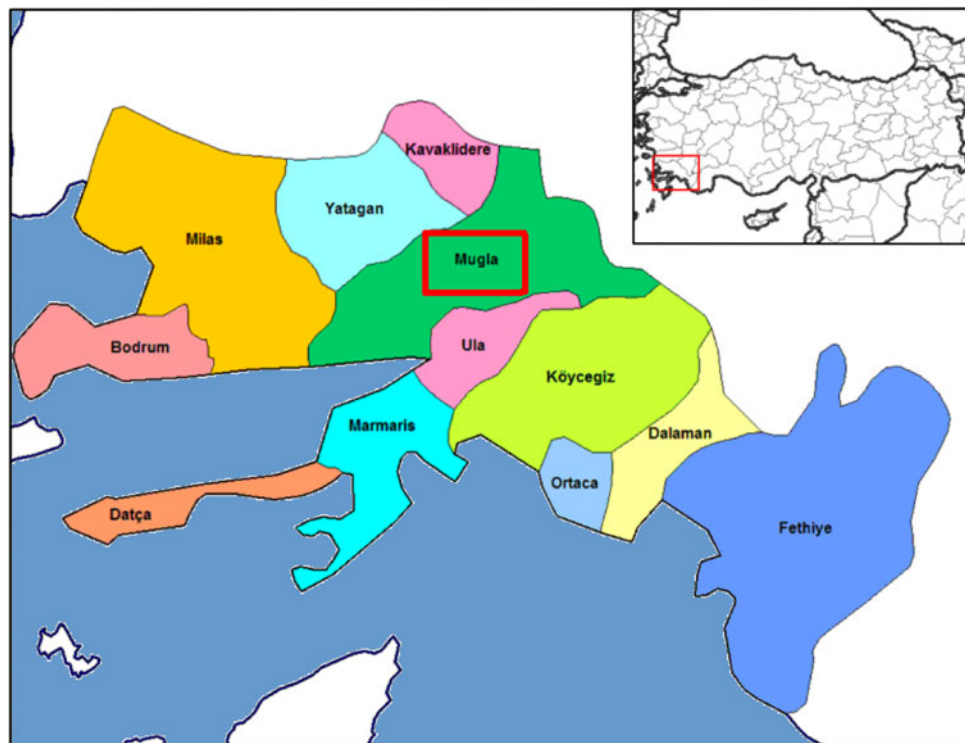 Kavaklidere
Yatagan
Milas
Mugla
Bodrum
Ula
Köycegiz
Marmaris
Dalaman
Ortaca
Datça
Fethiye